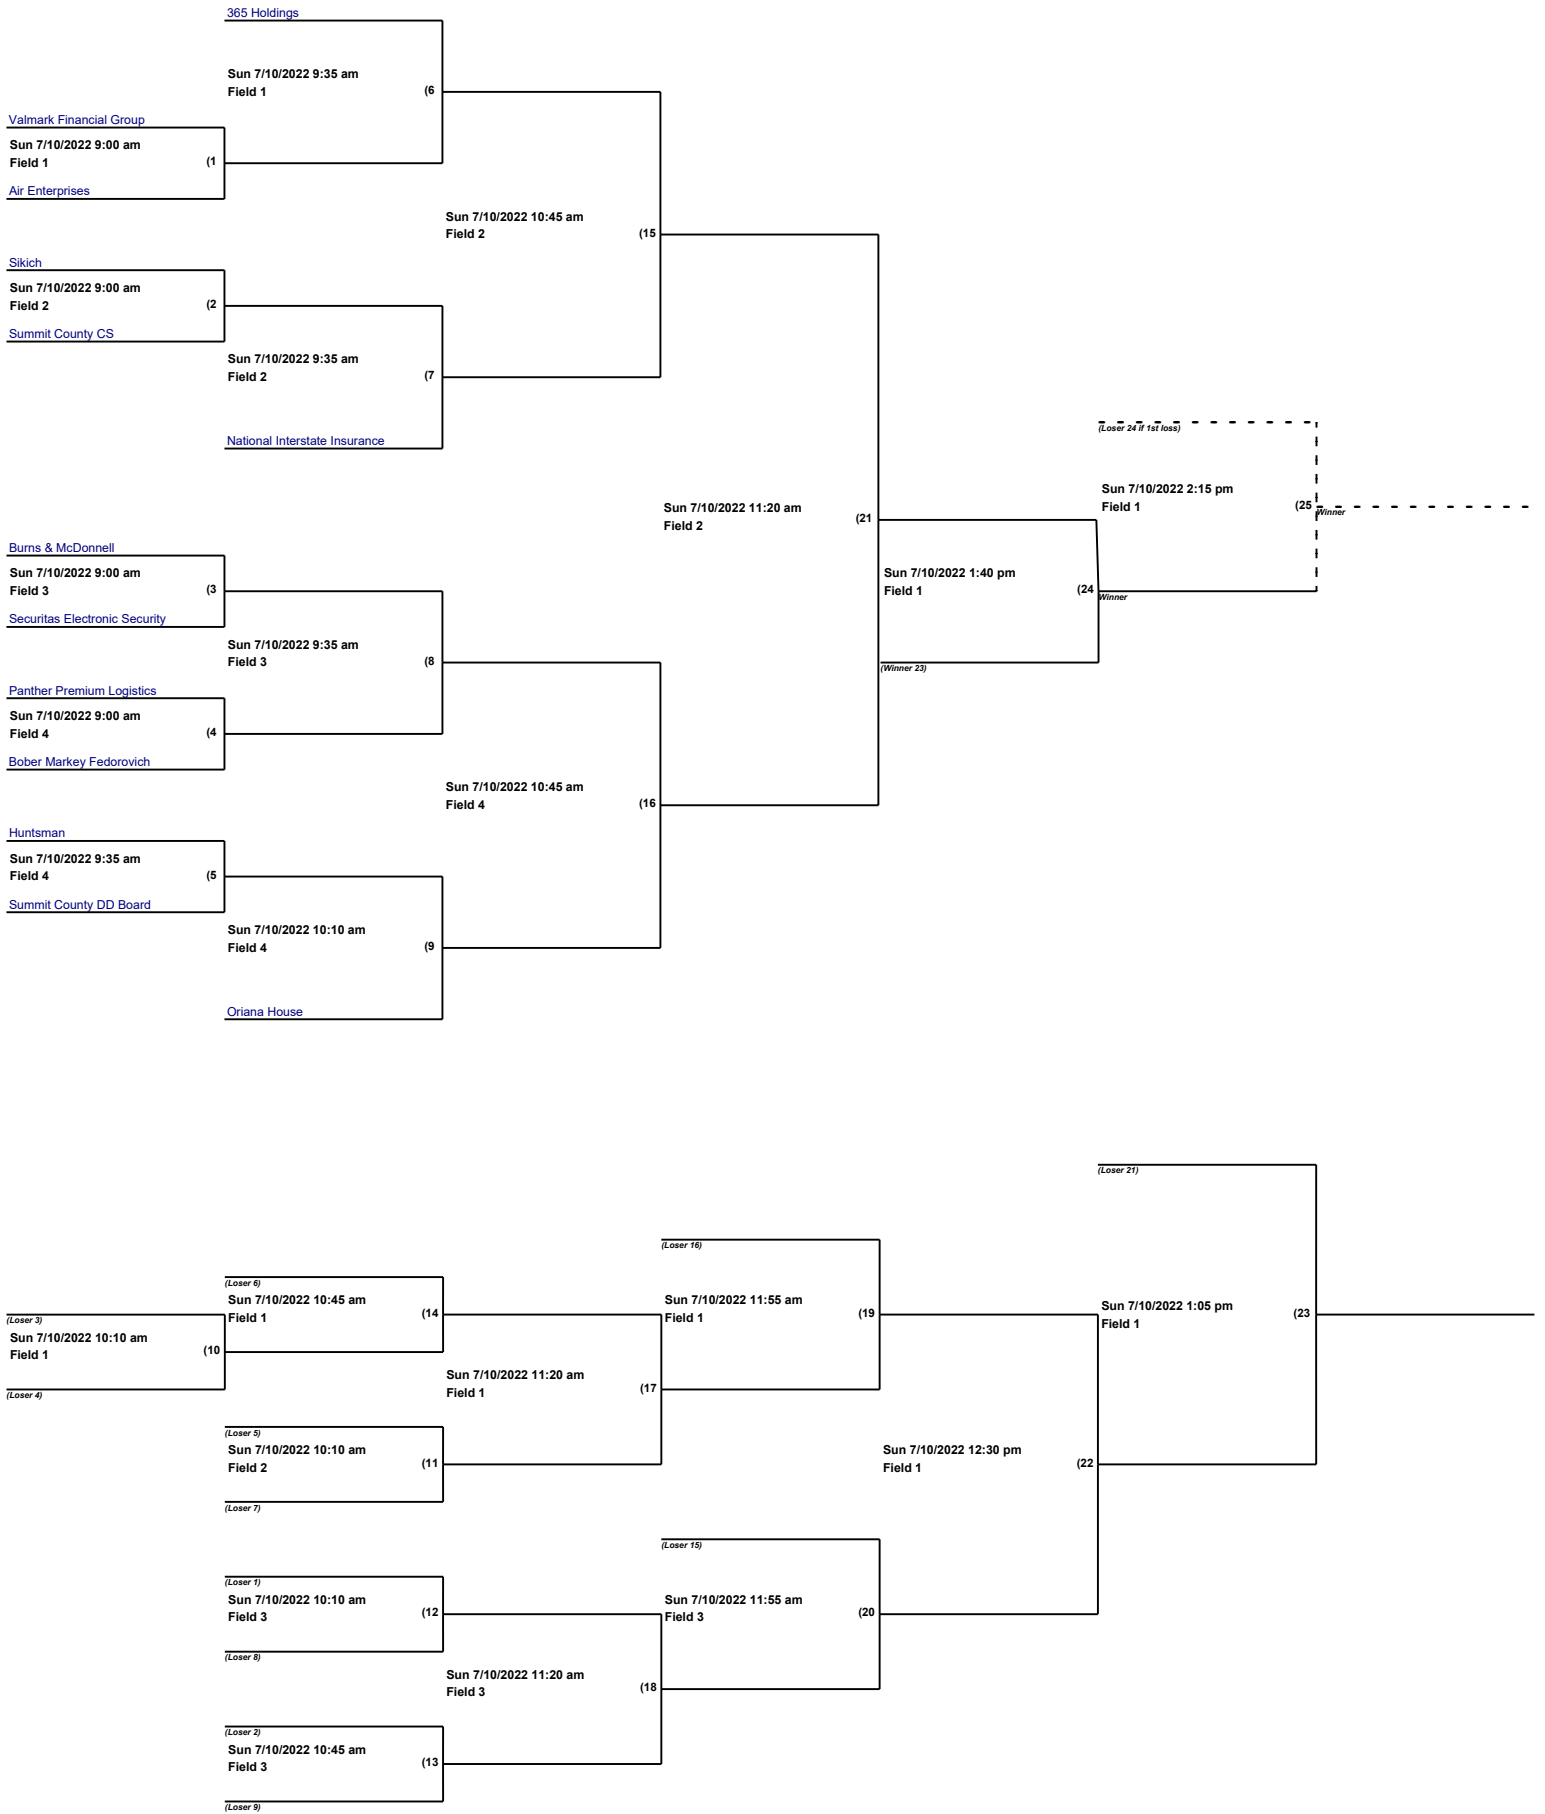 365 Holdings
Sun 7/10/2022 9:35 am
Field 1
(6
Valmark Financial Group
Sun 7/10/2022 9:00 am
Field 1
(1
Air Enterprises
Sun 7/10/2022 10:45 am
Field 2
(15
Sikich
Sun 7/10/2022 9:00 am
Field 2
(2
Summit County CS
Sun 7/10/2022 9:35 am
Field 2
(7
National Interstate Insurance
(Loser 24 if 1st loss)
Sun 7/10/2022 2:15 pm
Field 1
(25
Winner
Sun 7/10/2022 11:20 am
Field 2
(21
Burns & McDonnell
Sun 7/10/2022 9:00 am
Field 3
(3
Securitas Electronic Security
Sun 7/10/2022 1:40 pm
Field 1
(24
Winner
Sun 7/10/2022 9:35 am
Field 3
(8
(Winner 23)
Panther Premium Logistics
Sun 7/10/2022 9:00 am
Field 4
(4
Bober Markey Fedorovich
Sun 7/10/2022 10:45 am
Field 4
(16
Huntsman
Sun 7/10/2022 9:35 am
Field 4
(5
Summit County DD Board
Sun 7/10/2022 10:10 am
Field 4
(9
Oriana House
(Loser 21)
(Loser 16)
(Loser 6)
Sun 7/10/2022 10:45 am
Field 1
(14
Sun 7/10/2022 11:55 am
Field 1
(19
Sun 7/10/2022 1:05 pm
Field 1
(23
(Loser 3)
Sun 7/10/2022 10:10 am
Field 1
(10
(Loser 4)
Sun 7/10/2022 11:20 am
Field 1
(17
(Loser 5)
Sun 7/10/2022 10:10 am
Field 2
(11
(Loser 7)
Sun 7/10/2022 12:30 pm
Field 1
(22
(Loser 15)
(Loser 1)
Sun 7/10/2022 10:10 am
Field 3
(12
(Loser 8)
Sun 7/10/2022 11:55 am
Field 3
(20
Sun 7/10/2022 11:20 am
Field 3
(18
(Loser 2)
Sun 7/10/2022 10:45 am
Field 3
(13
(Loser 9)